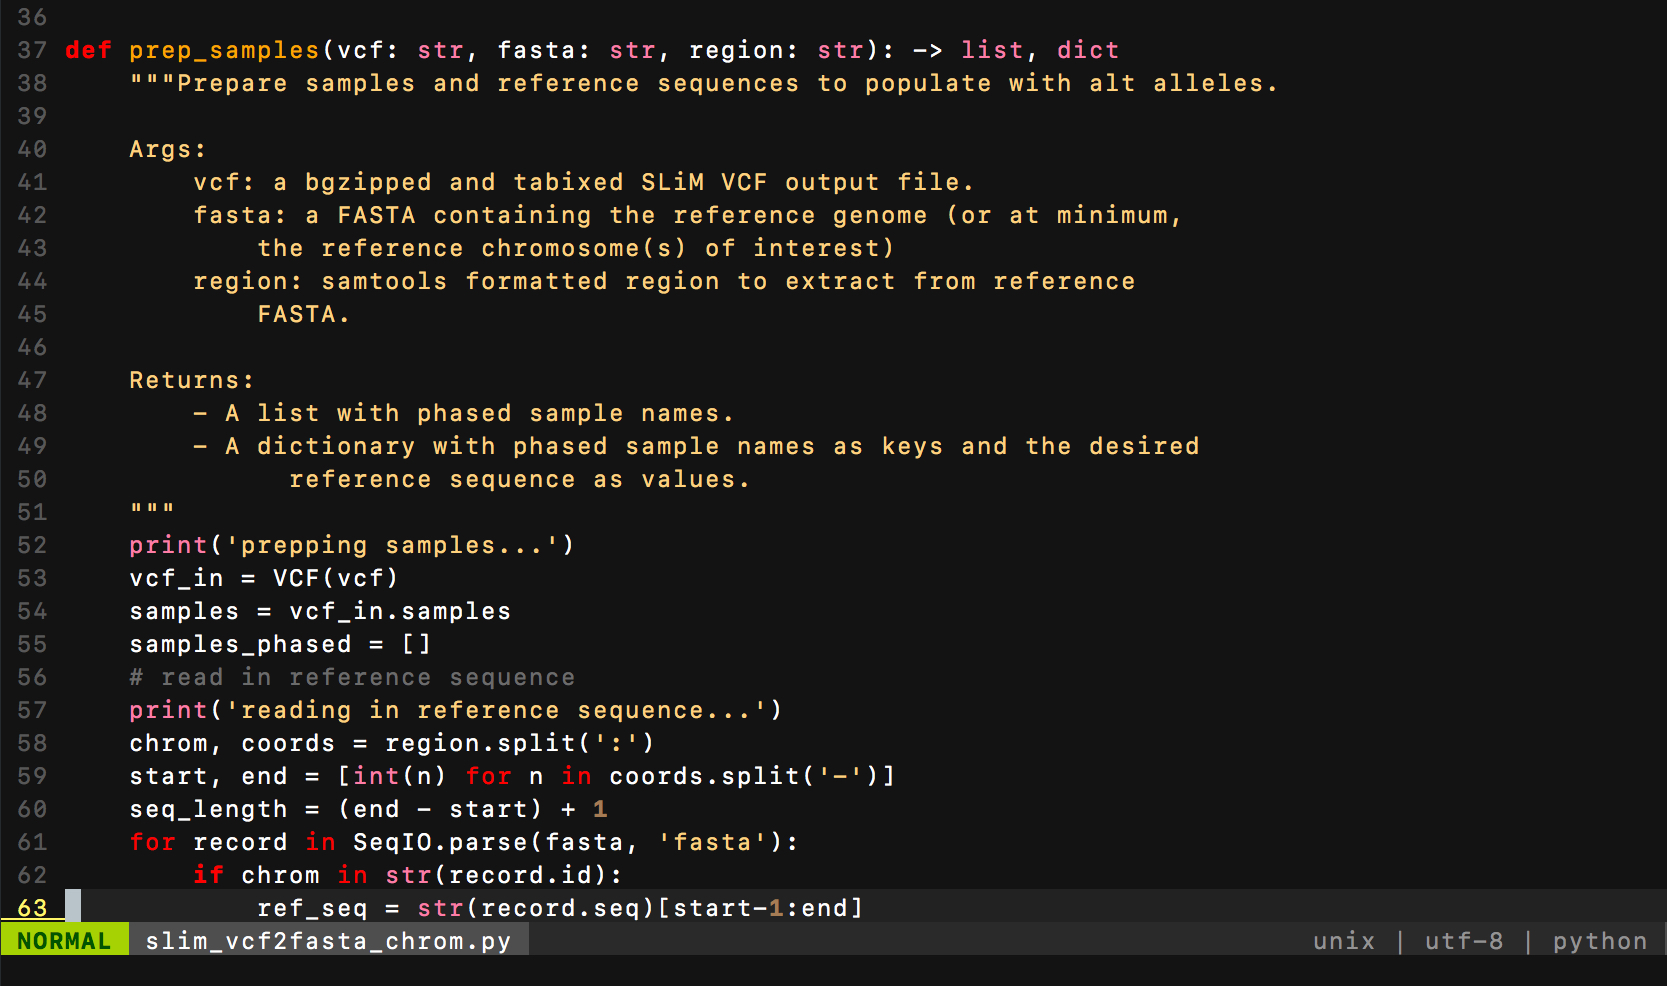 36
37 def prep_samples(vcf: str, fasta: str, region: str): -> list, dict
38     """Prepare samples and reference sequences to populate with alt alleles.
39
40     Args:
41         vcf: a bgzipped and tabixed SLiM VCF output file.
42         fasta: a FASTA containing the reference genome (or at minimum,
43             the reference chromosome(s) of interest)
44         region: samtools formatted region to extract from reference
45             FASTA.
46
47     Returns:
48         - A list with phased sample names.
49         - A dictionary with phased sample names as keys and the desired
50               reference sequence as values.
51     """
52     print('prepping samples...')
53     vcf_in = VCF(vcf)
54     samples = vcf_in.samples
55     samples_phased = []
56     # read in reference sequence
57     print('reading in reference sequence...')
58     chrom, coords = region.split(':')
59     start, end = [int(n) for n in coords.split('-')]
60     seq_length = (end - start) + 1
61     for record in SeqIO.parse(fasta, 'fasta'):
62         if chrom in str(record.id):
63             ref_seq = str(record.seq)[start-1:end]
NORMAL slim_vcf2fasta_chrom.py unix | utf-8 | python